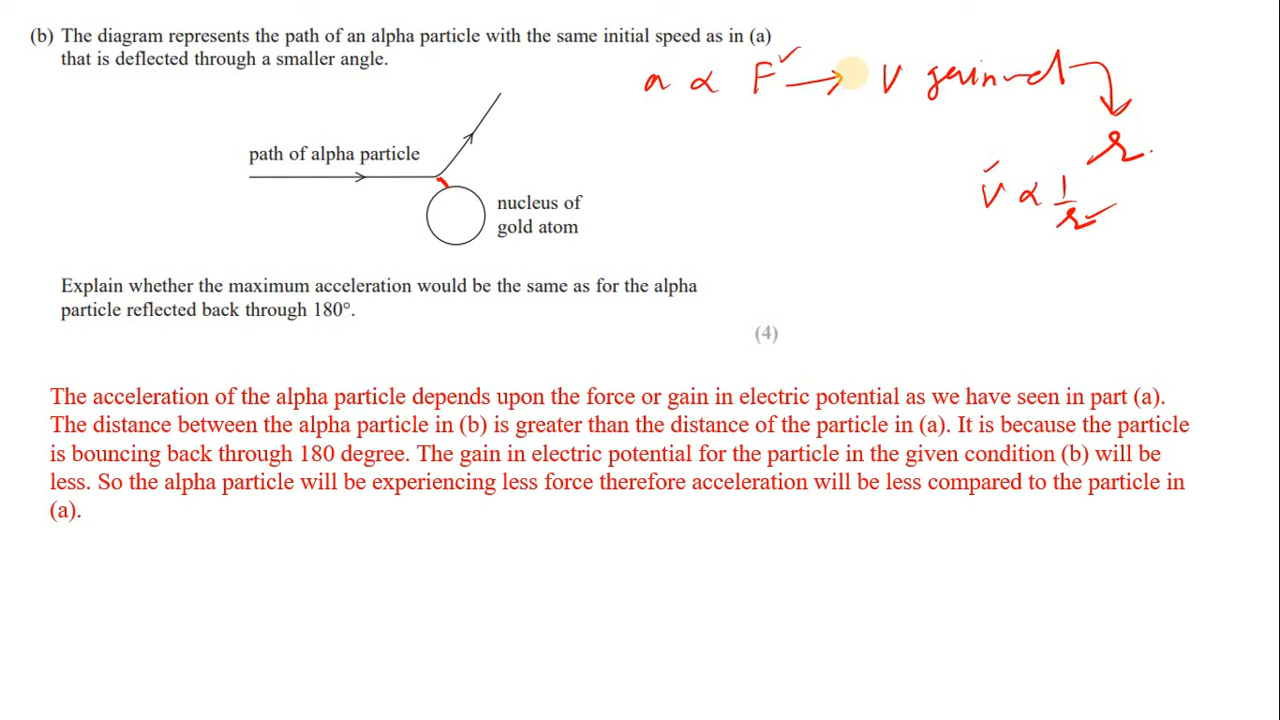 (b) The diagram represents the path of an alpha particle with the same initial speed as in (a)
that is deflected through a smaller angle.
a ∝ F → V gained
r
V ∝ 1/r
path of alpha particle
nucleus of
gold atom
Explain whether the maximum acceleration would be the same as for the alpha
particle reflected back through 180°.
(4)
The acceleration of the alpha particle depends upon the force or gain in electric potential as we have seen in part (a).
The distance between the alpha particle in (b) is greater than the distance of the particle in (a). It is because the particle
is bouncing back through 180 degree. The gain in electric potential for the particle in the given condition (b) will be
less. So the alpha particle will be experiencing less force therefore acceleration will be less compared to the particle in
(a).